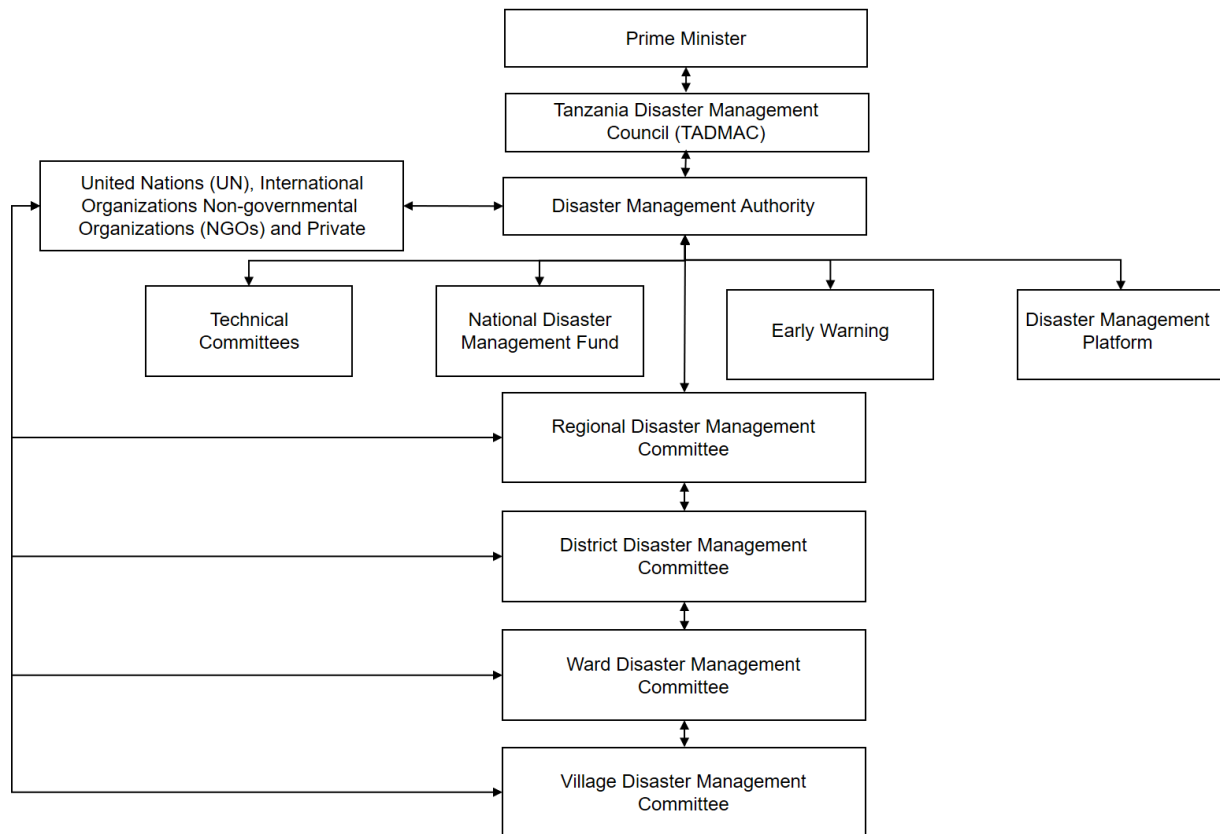 Prime Minister
Tanzania Disaster Management
Council (TADMAC)
United Nations (UN), International
Organizations Non-governmental
Organizations (NGOs) and Private
Disaster Management Authority
Technical
Committees
National Disaster
Management Fund
Early Warning
Disaster Management
Platform
Regional Disaster Management
Committee
District Disaster Management
Committee
Ward Disaster Management
Committee
Village Disaster Management
Committee